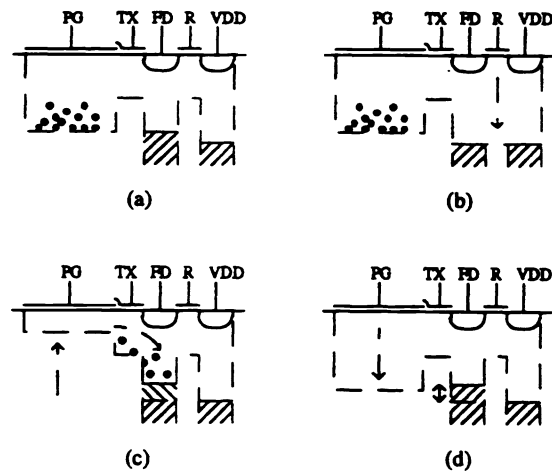 PG TX FD R VDD
PG TX FD R VDD
(a)
(b)
PG TX FD R VDD
PG TX FD R VDD
(c)
(d)